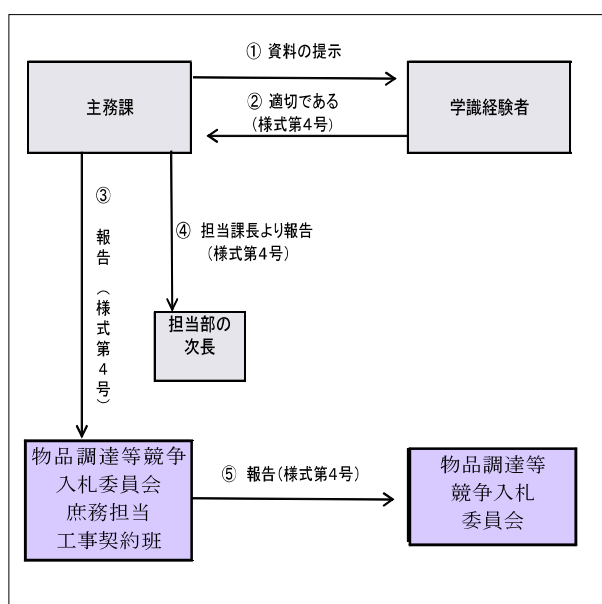 ① 資料の提示
主務課
② 適切である
(様式第4号)
学識経験者
③ 報告 (様式第4号)
④ 担当課長より報告
(様式第4号)
担当部の
次長
物品調達等競争
入札委員会
庶務担当
工事契約班
⑤ 報告(様式第4号)
物品調達等
競争入札
委員会